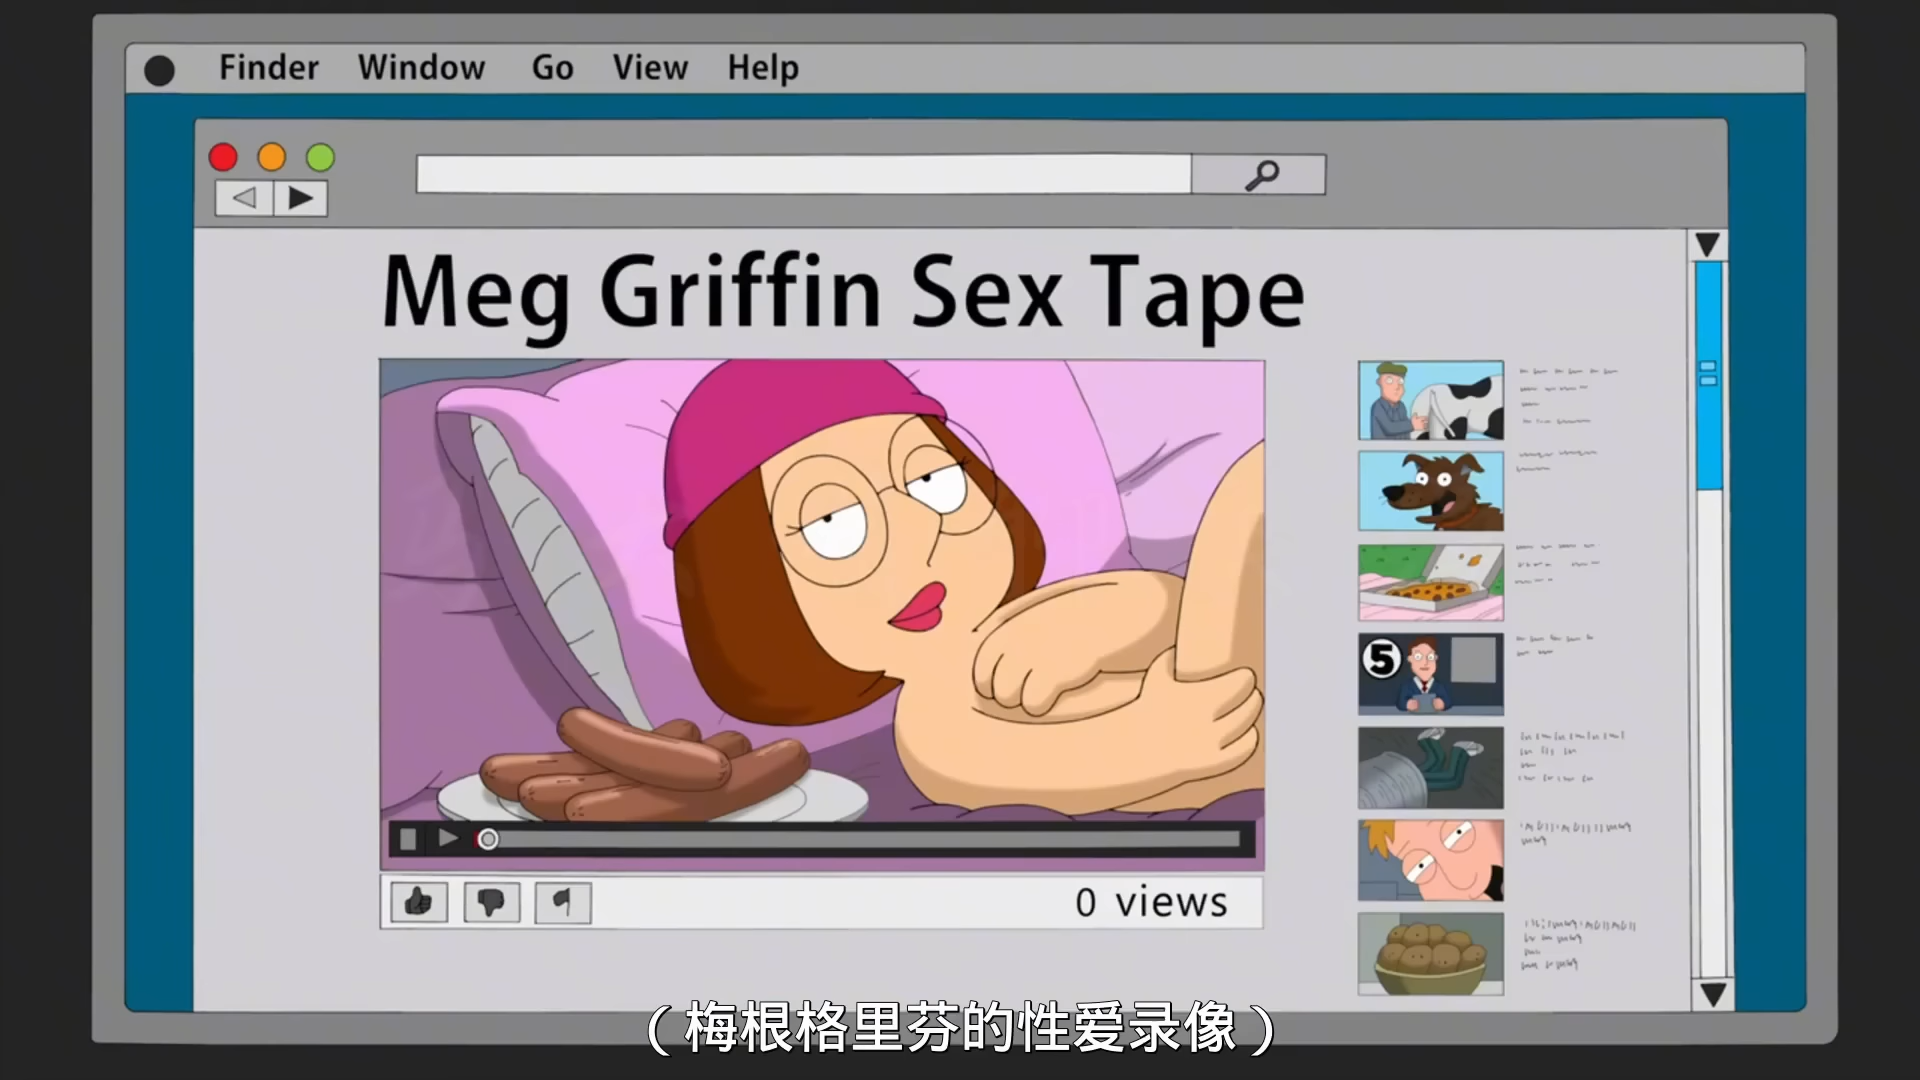 Finder Window Go View Help
Meg Griffin Sex Tape
5
0 views
（梅根格里芬的性爱录像）